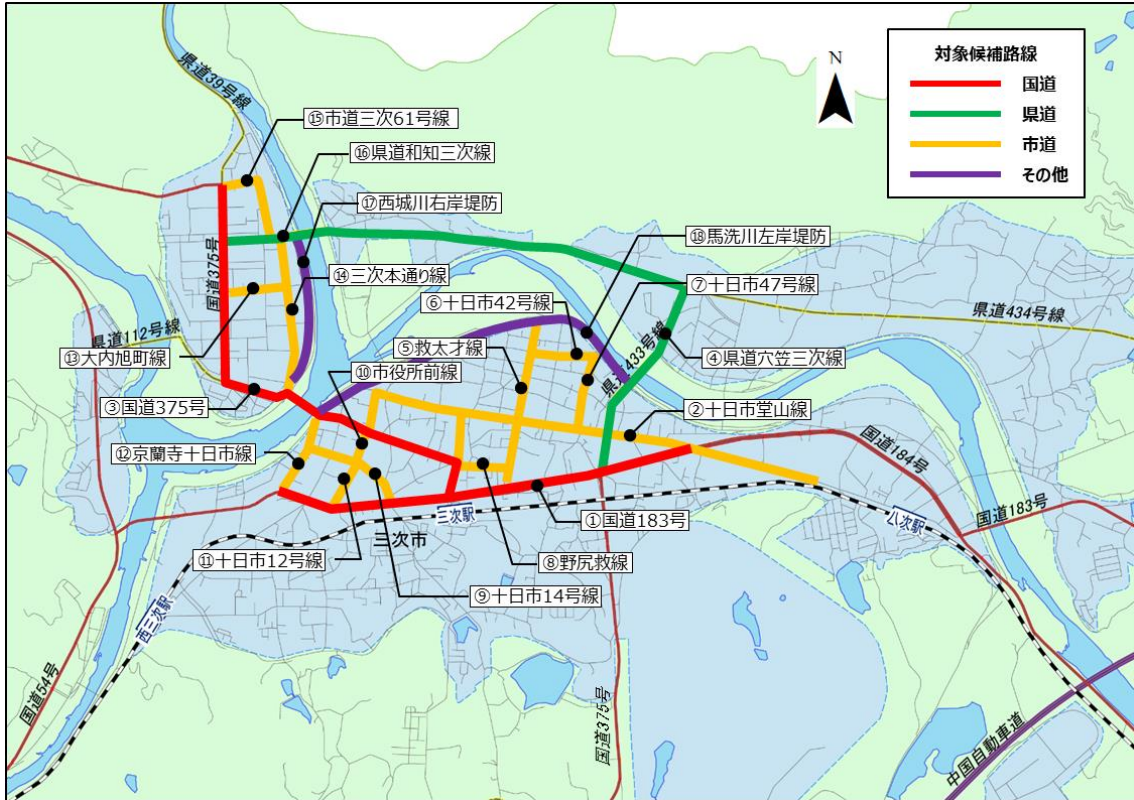 対象候補路線
国道
県道
市道
その他
N
県道39号線
⑮市道三次61号線
⑯県道和知三次線
⑰西城川右岸堤防
⑱馬洗川左岸堤防
国道375号
⑭三次本通り線
⑦十日市47号線
⑥十日市42号線
県道434号線
県道112号線
⑬大内旭町線
⑤救太才線
県道433号線
④県道穴笠三次線
⑩市役所前線
③国道375号
②十日市堂山線
⑫京蘭寺十日市線
国道184号
国道183号
三次駅
①国道183号
八次駅
三次市
⑪十日市12号線
⑧野尻救線
⑨十日市14号線
西三次駅
国道54号
国道375号
中国自動車道